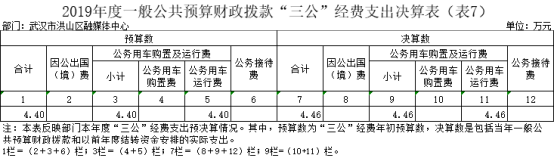 2019年度一般公共预算财政拨款“三公”经费支出决算表（表7）
部门：武汉市洪山区融媒体中心 单位：万元
预算数 决算数
合计 因公出国（境）费 公务用车购置及运行费 公务接待费 合计 因公出国（境）费 公务用车购置及运行费 公务接待费
小计 公务用车购置费 公务用车运行费 小计 公务用车购置费 公务用车运行费
1 2 3 4 5 6 7 8 9 10 11 12
4.40 4.40 4.40 4.46 4.46 4.46
注：本表反映部门本年度“三公”经费支出预决算情况。其中，预算数为“三公”经费年初预算数，决算数是包括当年一般公
共预算财政拨款和以前年度结转资金安排的实际支出。
1栏=（2+3+6）栏；3栏=（4+5）栏；7栏=（8+9+12）栏；9栏=（10+11）栏。